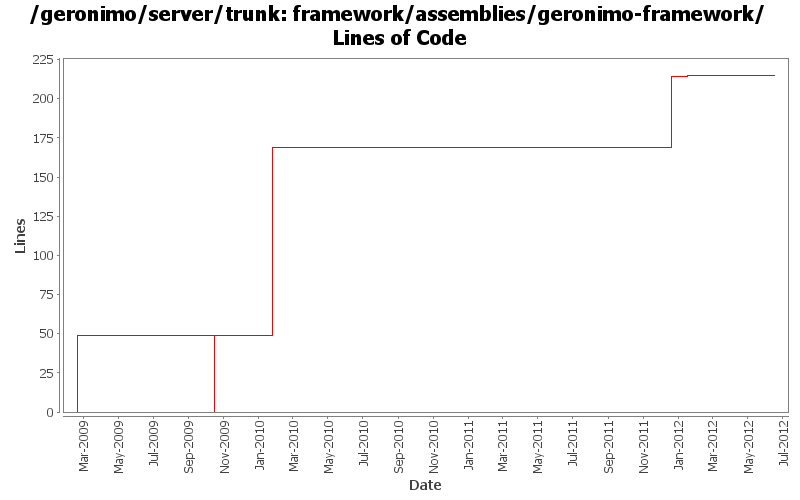 /geronimo/server/trunk: framework/assemblies/geronimo-framework/
Lines of Code
225
200
175
150
125
100
75
50
25
0
Lines
Mar-2009
May-2009
Jul-2009
Sep-2009
Nov-2009
Jan-2010
Mar-2010
May-2010
Jul-2010
Sep-2010
Nov-2010
Jan-2011
Mar-2011
May-2011
Jul-2011
Sep-2011
Nov-2011
Jan-2012
Mar-2012
May-2012
Jul-2012
Date